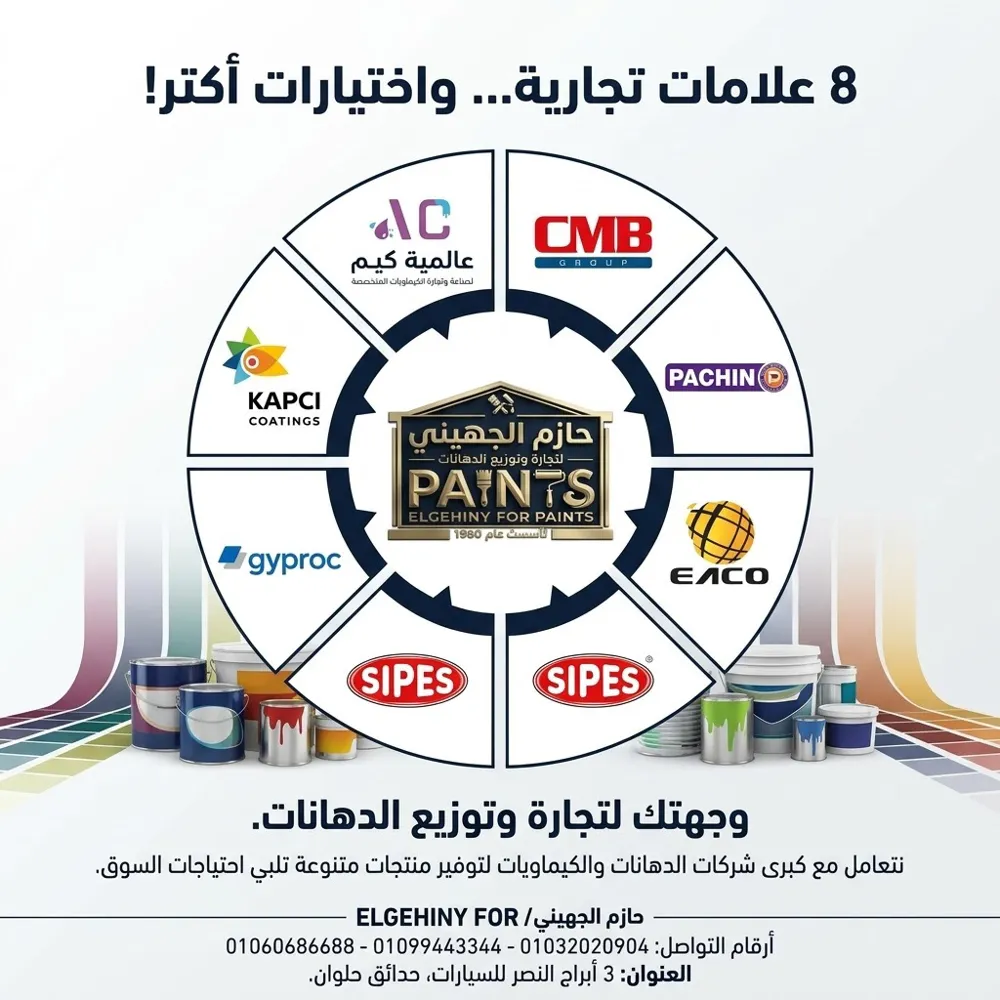 8 علامات تجارية... واختيارات أكتر!
AC
عالمية كيم
لصناعة وتجارة الكيماويات المتخصصة
CMB
GROUP
KAPCI
COATINGS
PACHIN
حازم الجهيني
لتجارة وتوزيع الدهانات
PAINTS
ELGEHINY FOR PAINTS
تأسست عام 1980
gyproc
EACO
SIPES
SIPES®
وجهتك لتجارة وتوزيع الدهانات.
نتعامل مع كبرى شركات الدهانات والكيماويات لتوفير منتجات متنوعة تلبي احتياجات السوق.
حازم الجهيني/ ELGEHINY FOR
أرقام التواصل: 01032020904 - 01099443344 - 01060686688
العنوان: 3 أبراج النصر للسيارات، حدائق حلوان.